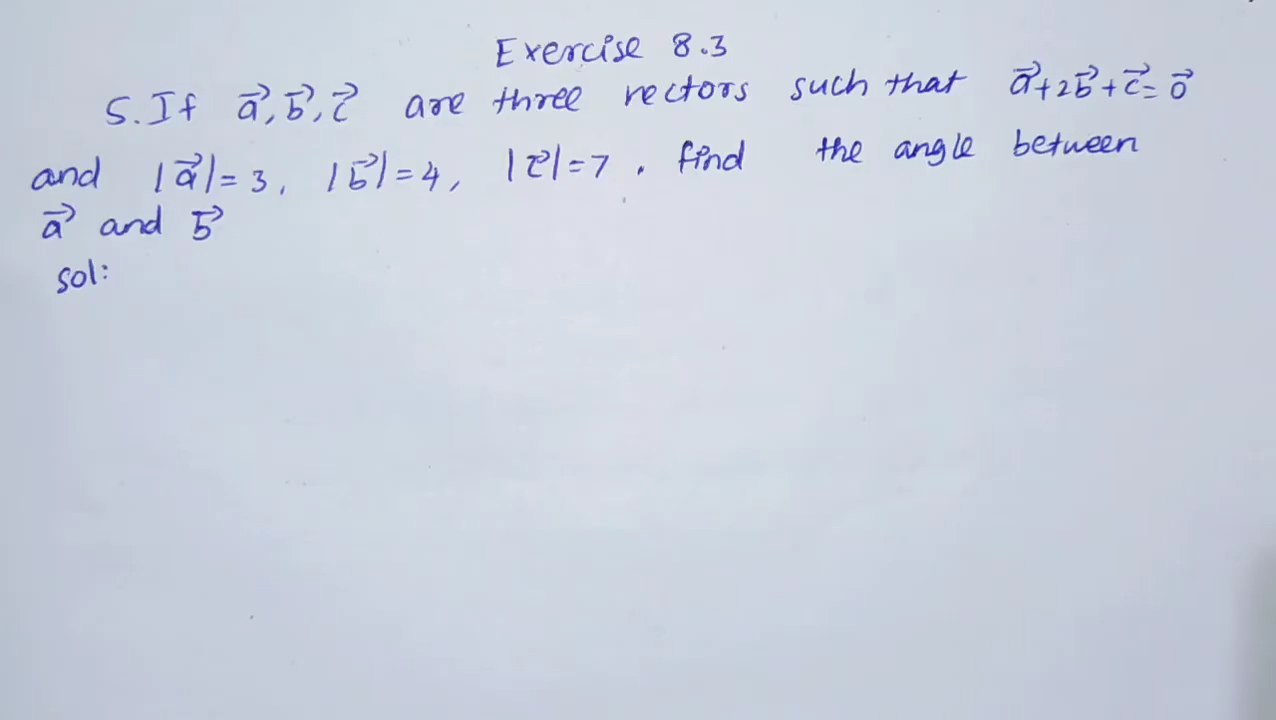 Exercise 8.3
5. If a⃗, b⃗, c⃗ are three vectors such that a⃗+2b⃗+c⃗=0⃗
and |a⃗|=3, |b⃗|=4, |c⃗|=7. find the angle between
a⃗ and b⃗
sol: